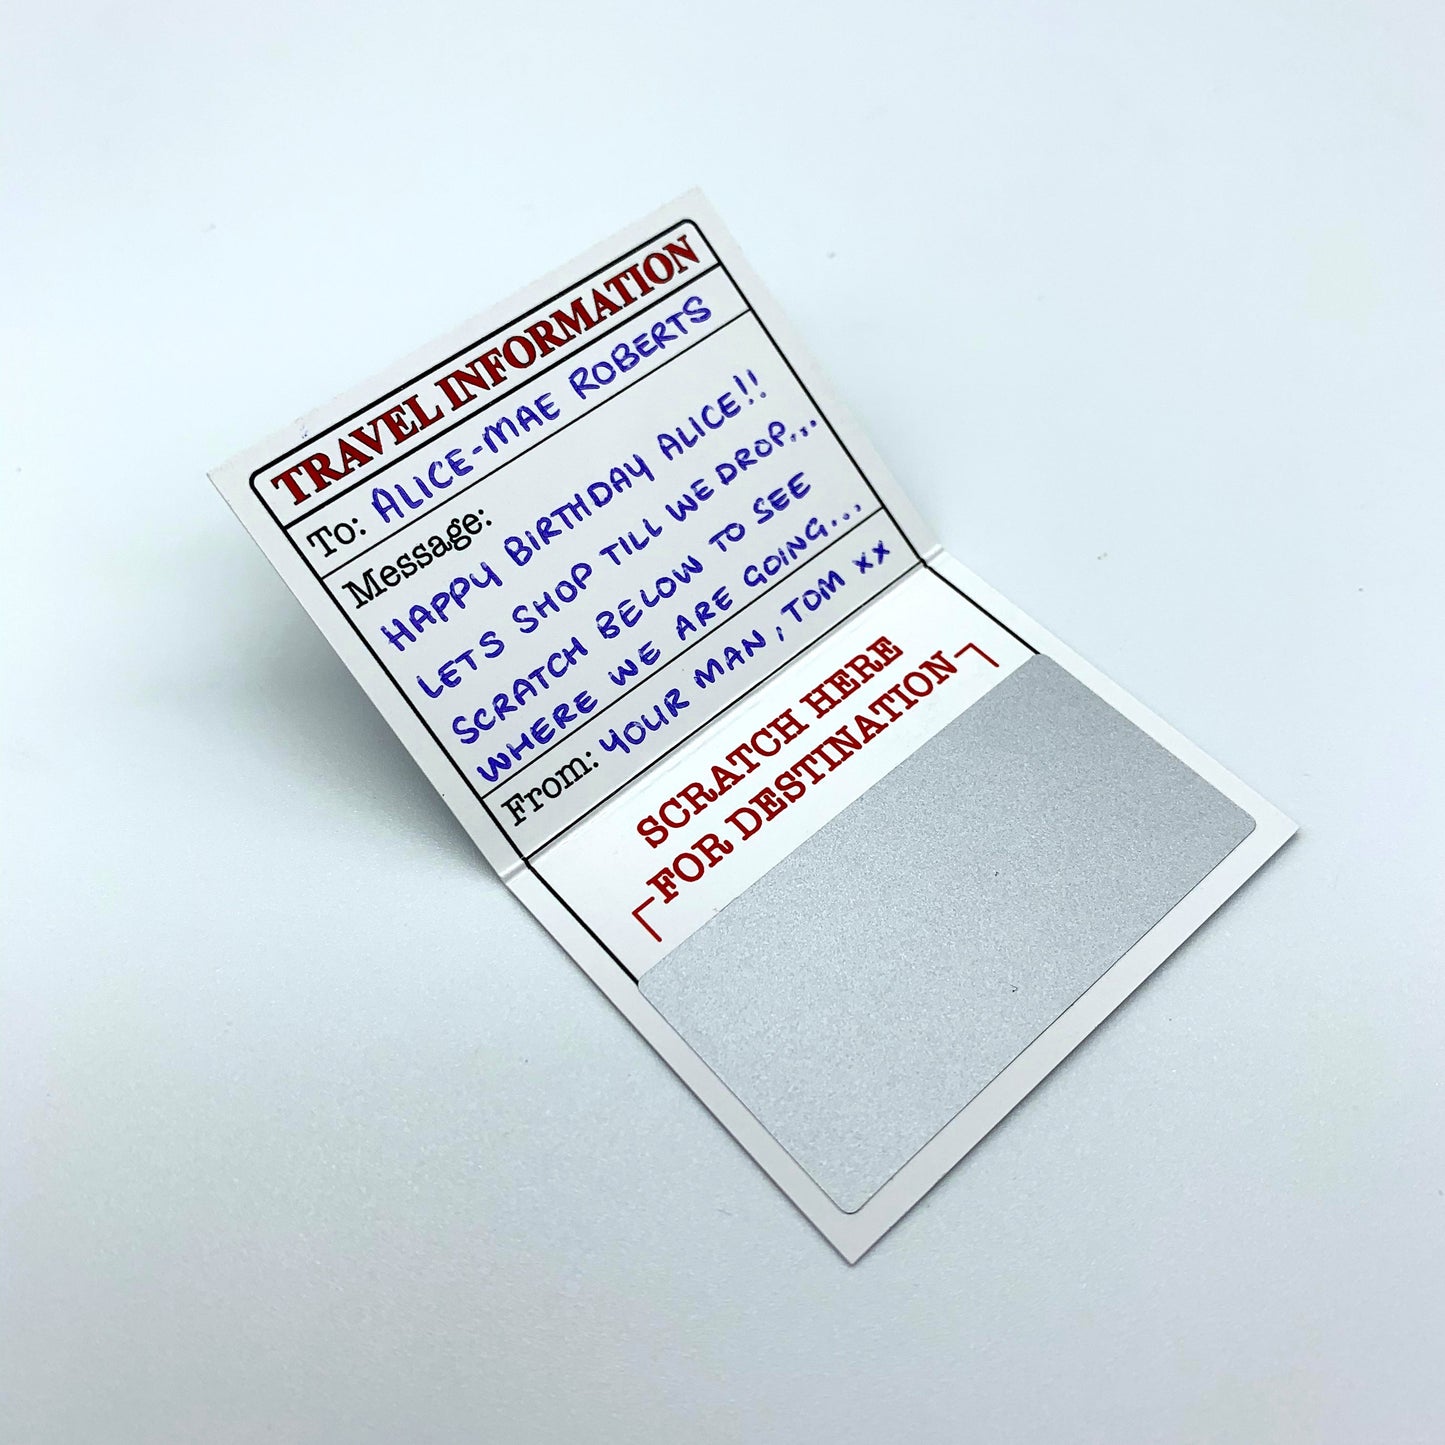 TRAVEL INFORMATION
To: ALICE-MAE ROBERTS
Message:
HAPPY BIRTHDAY ALICE!!
LETS SHOP TILL WE DROP...
SCRATCH BELOW TO SEE
WHERE WE ARE GOING...
From: YOUR MAN, TOM xx
SCRATCH HERE
FOR DESTINATION